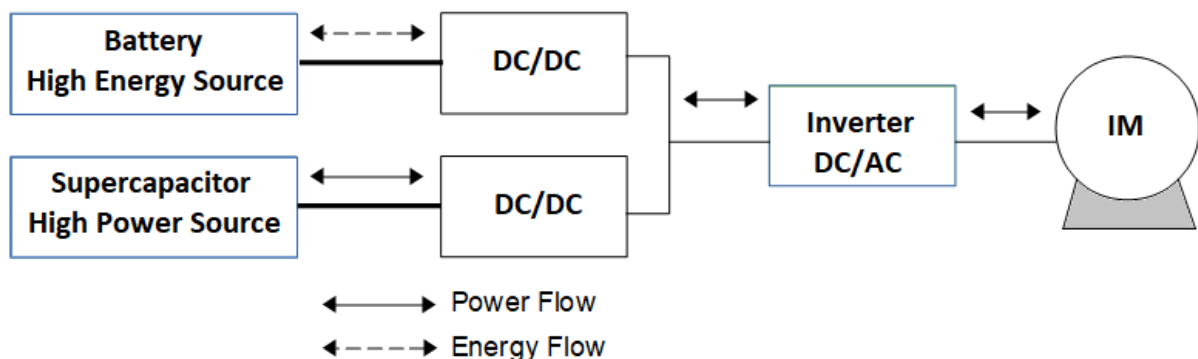 Battery
High Energy Source
DC/DC
Supercapacitor
High Power Source
DC/DC
Inverter
DC/AC
IM
Power Flow
Energy Flow